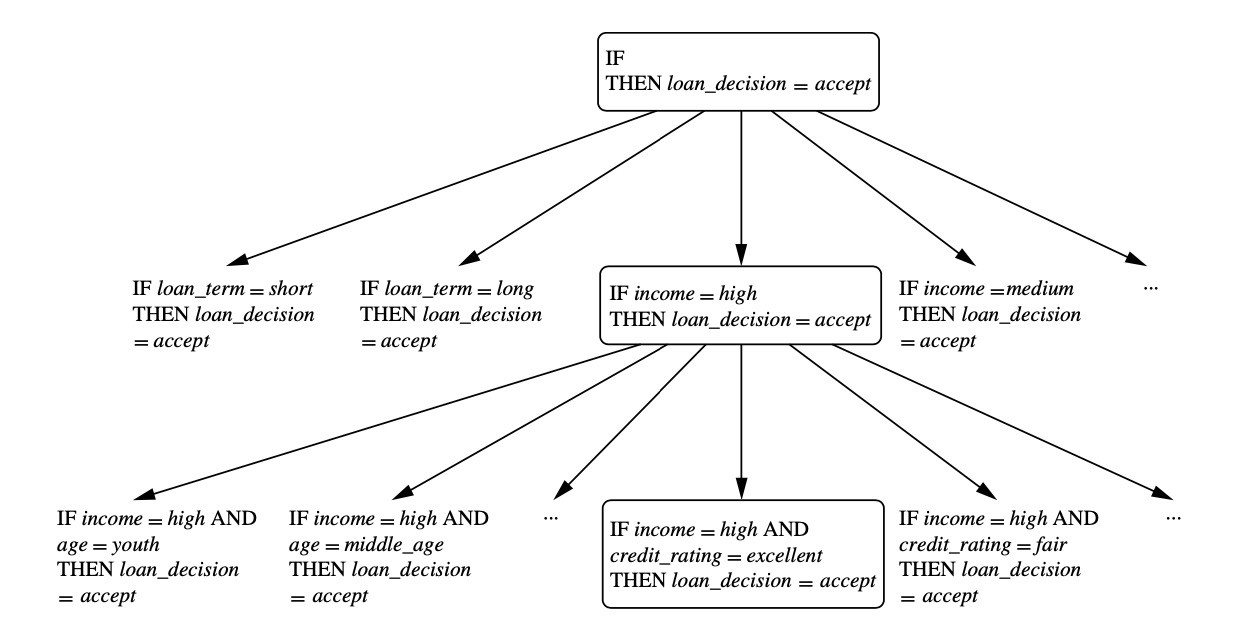 IF
THEN loan_decision = accept
IF loan_term = short
THEN loan_decision
= accept
IF loan_term = long
THEN loan_decision
= accept
IF income = high
THEN loan_decision = accept
IF income =medium
THEN loan_decision
= accept
...
IF income = high AND
age = youth
THEN loan_decision
= accept
IF income = high AND
age = middle_age
THEN loan_decision
= accept
...
IF income = high AND
credit_rating = excellent
THEN loan_decision = accept
IF income = high AND
credit_rating = fair
THEN loan_decision
= accept
...